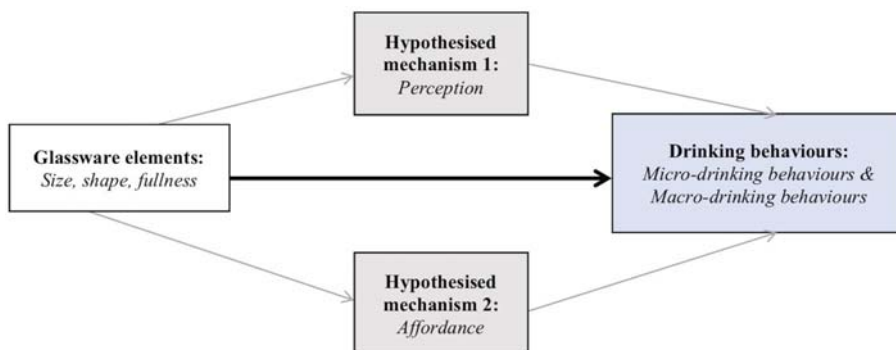 Hypothesised
mechanism 1:
Perception
Glassware elements:
Size, shape, fullness
Drinking behaviours:
Micro-drinking behaviours &
Macro-drinking behaviours
Hypothesised
mechanism 2:
Affordance